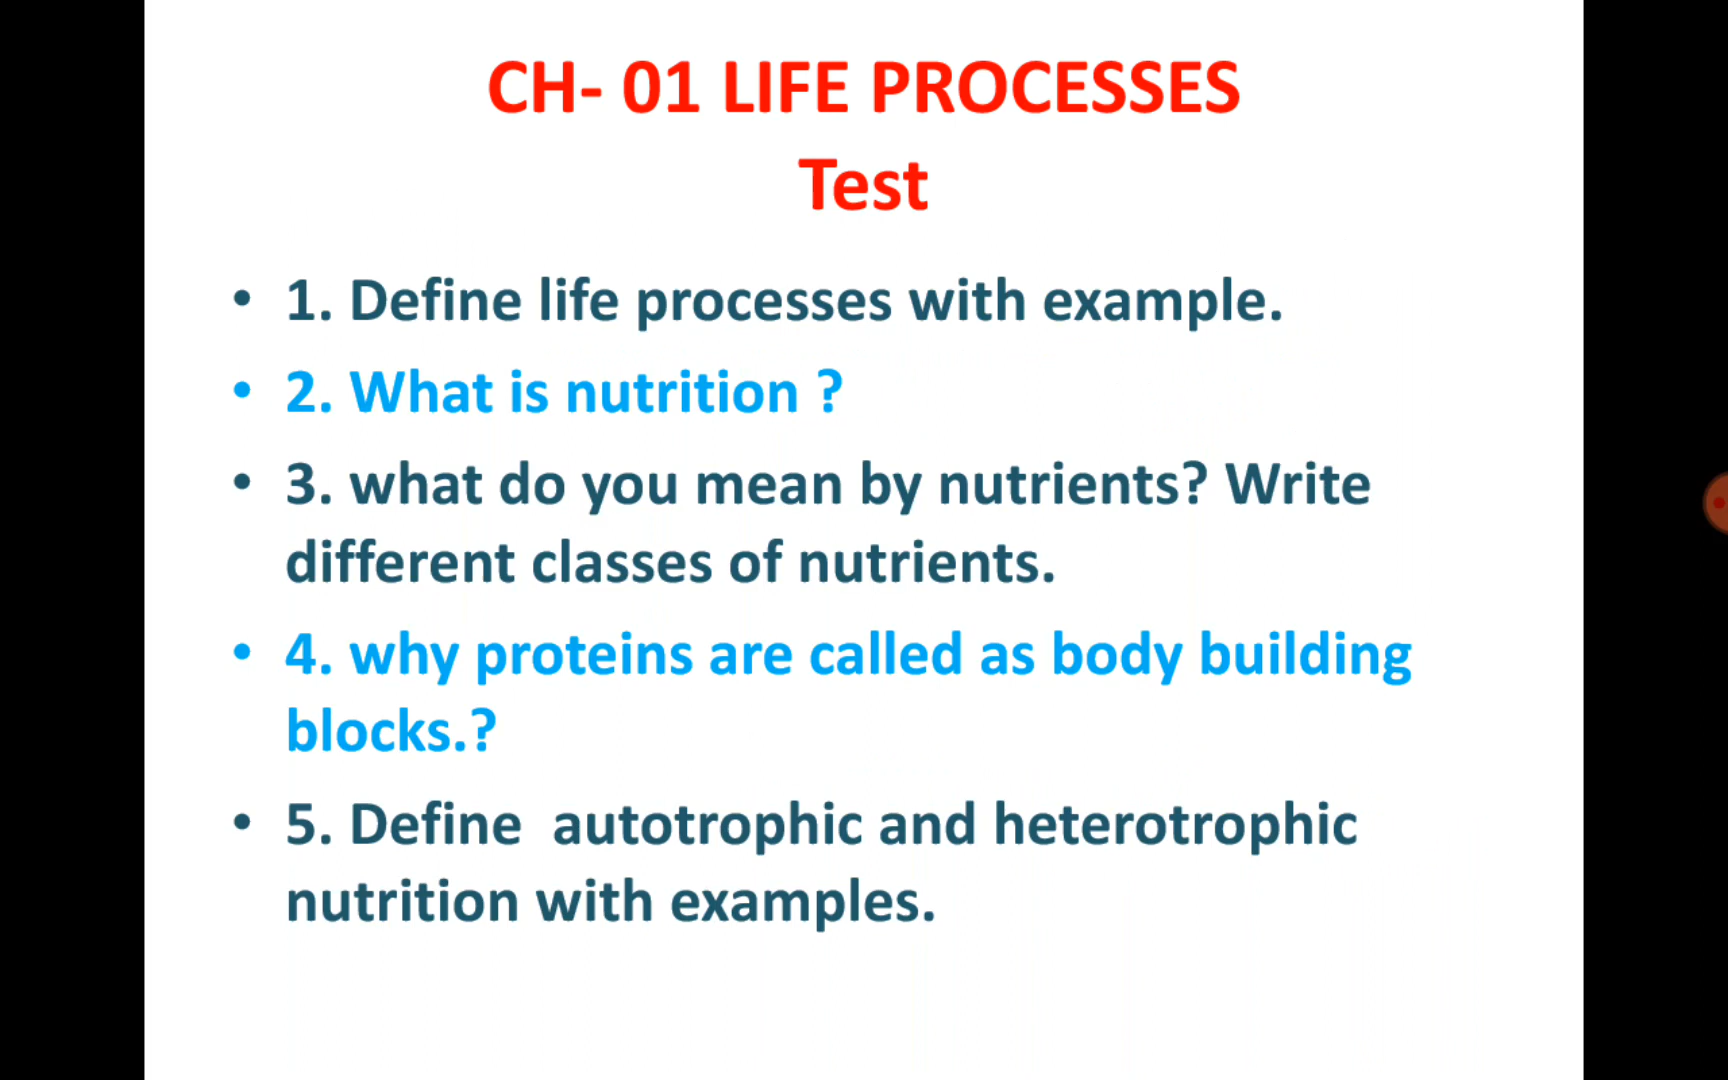 CH- 01 LIFE PROCESSES
Test
• 1. Define life processes with example.
• 2. What is nutrition ?
• 3. what do you mean by nutrients? Write
different classes of nutrients.
• 4. why proteins are called as body building
blocks.?
• 5. Define  autotrophic and heterotrophic
nutrition with examples.